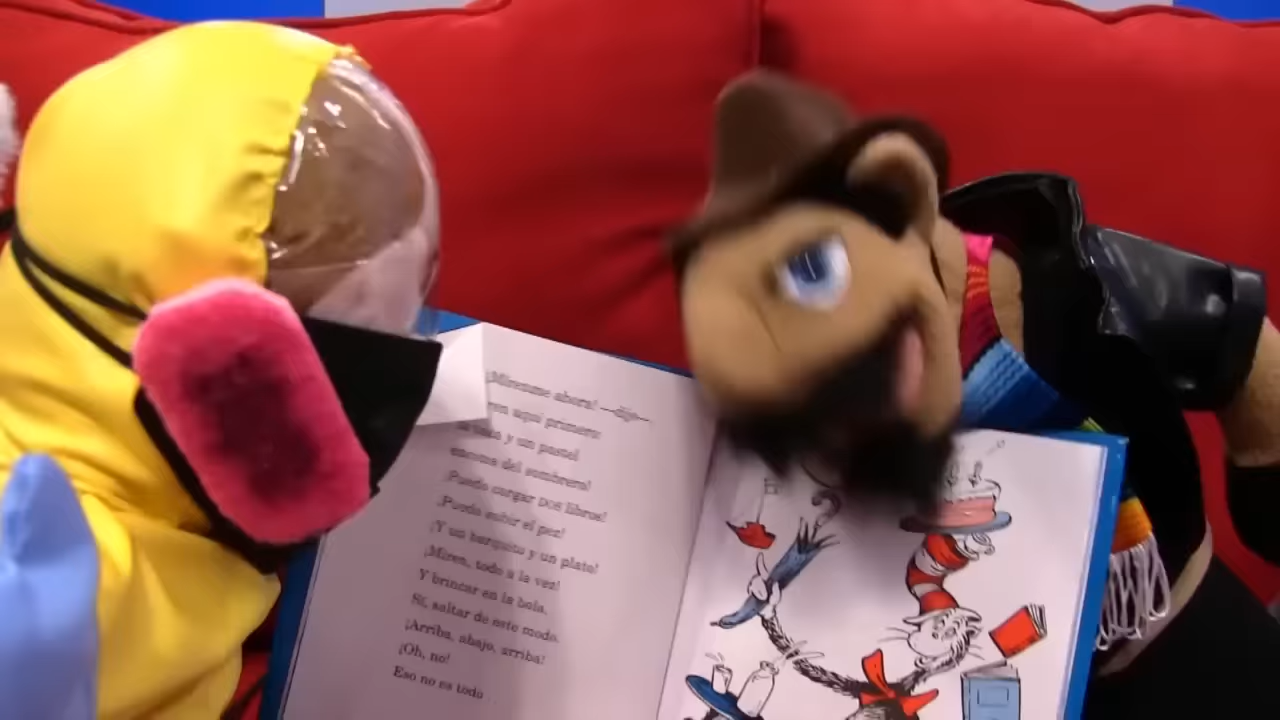 ¡Mírenme ahora! —dijo—
aquí primero
y un pastel
encima del sombrero!
¡Puedo cargar DOS libros!
¡Puedo subir el pez!
¡Y un barquito y un plato!
¡Miren, todo a la vez!
Y brincar en la bola.
Sí, saltar de este modo.
¡Arriba, abajo, arriba!
¡Oh, no!
Eso no es todo